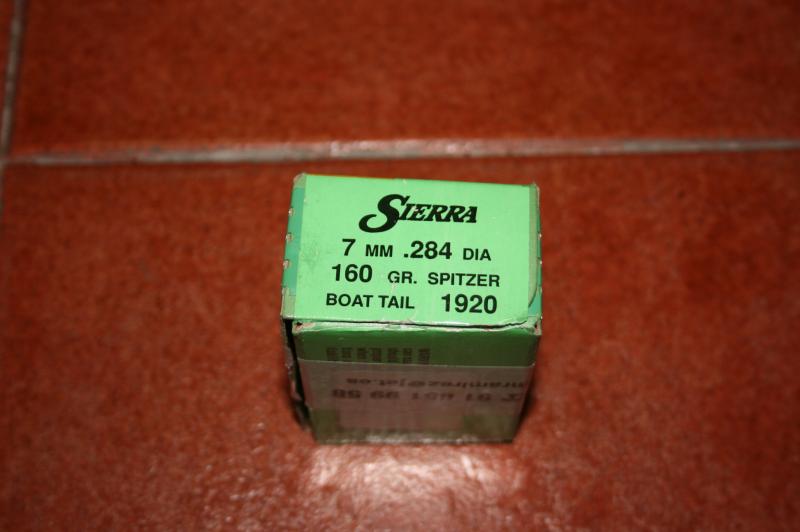 SIERRA
7 MM .284 DIA
160 GR. SPITZER
BOAT TAIL 1920